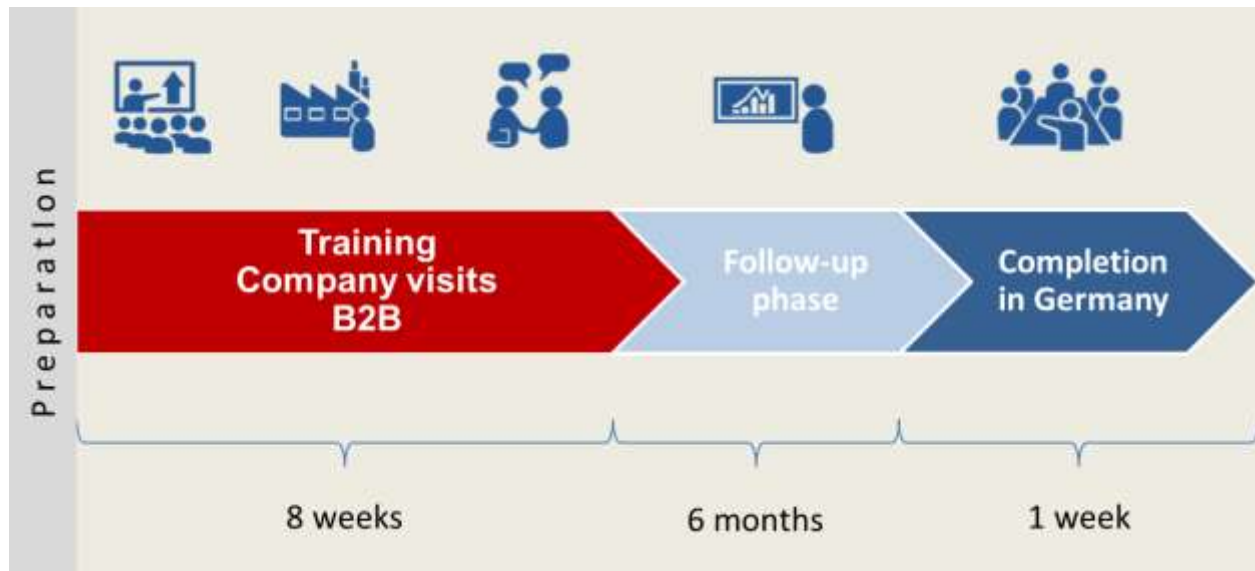 Preparation
Training
Company visits
B2B
Follow-up
phase
Completion
in Germany
8 weeks
6 months
1 week